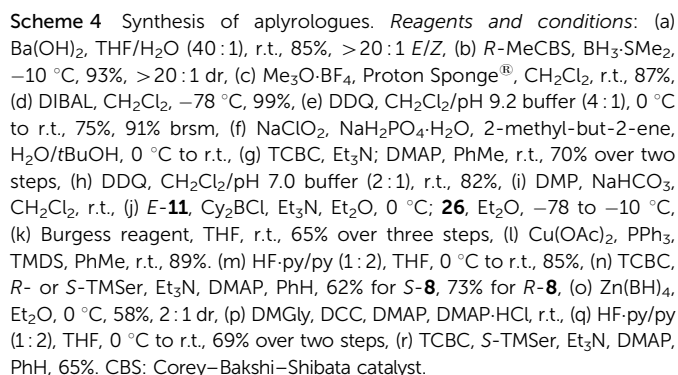 Scheme 4 Synthesis of aplyrologues. Reagents and conditions: (a)
Ba(OH)₂, THF/H₂O (40 : 1), r.t., 85%, >20 : 1 E/Z, (b) R-MeCBS, BH₃·SMe₂,
−10 °C, 93%, >20 : 1 dr, (c) Me₃O·BF₄, Proton Sponge®, CH₂Cl₂, r.t., 87%,
(d) DIBAL, CH₂Cl₂, −78 °C, 99%, (e) DDQ, CH₂Cl₂/pH 9.2 buffer (4 : 1), 0 °C
to r.t., 75%, 91% brsm, (f) NaClO₂, NaH₂PO₄·H₂O, 2-methyl-but-2-ene,
H₂O/tBuOH, 0 °C to r.t., (g) TCBC, Et₃N; DMAP, PhMe, r.t., 70% over two
steps, (h) DDQ, CH₂Cl₂/pH 7.0 buffer (2 : 1), r.t., 82%, (i) DMP, NaHCO₃,
CH₂Cl₂, r.t., (j) E-11, Cy₂BCl, Et₃N, Et₂O, 0 °C; 26, Et₂O, −78 to −10 °C,
(k) Burgess reagent, THF, r.t., 65% over three steps, (l) Cu(OAc)₂, PPh₃,
TMDS, PhMe, r.t., 89%. (m) HF·py/py (1 : 2), THF, 0 °C to r.t., 85%, (n) TCBC,
R- or S-TMSer, Et₃N, DMAP, PhH, 62% for S-8, 73% for R-8, (o) Zn(BH)₄,
Et₂O, 0 °C, 58%, 2 : 1 dr, (p) DMGly, DCC, DMAP, DMAP·HCl, r.t., (q) HF·py/py
(1 : 2), THF, 0 °C to r.t., 69% over two steps, (r) TCBC, S-TMSer, Et₃N, DMAP,
PhH, 65%. CBS: Corey–Bakshi–Shibata catalyst.